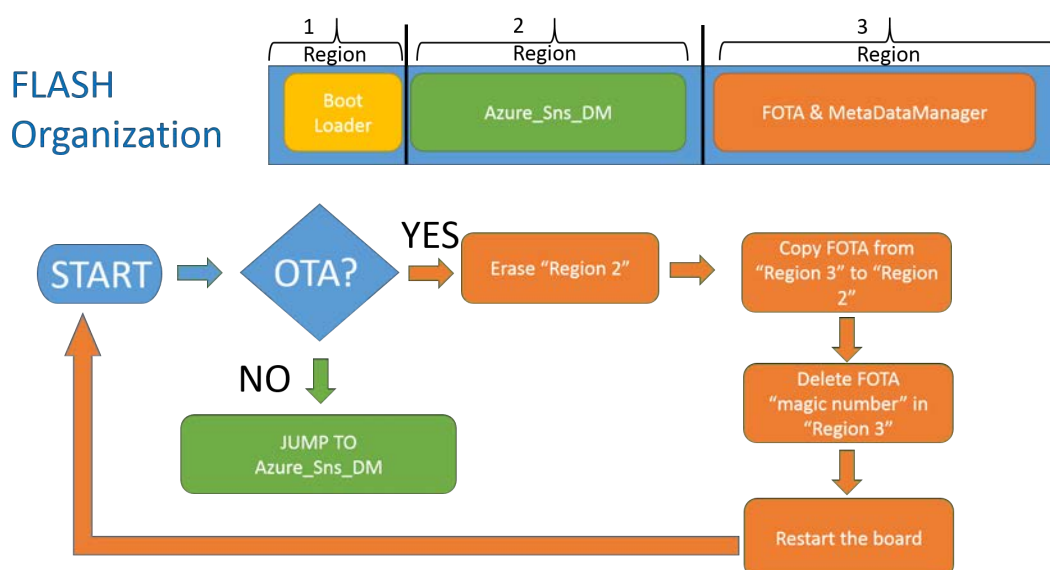 1
Region
2
Region
3
Region
FLASH
Organization
Boot
Loader
Azure_Sns_DM
FOTA & MetaDataManager
START
OTA?
YES
Erase “Region 2”
Copy FOTA from
“Region 3” to “Region
2”
NO
Delete FOTA
“magic number” in
“Region 3”
JUMP TO
Azure_Sns_DM
Restart the board